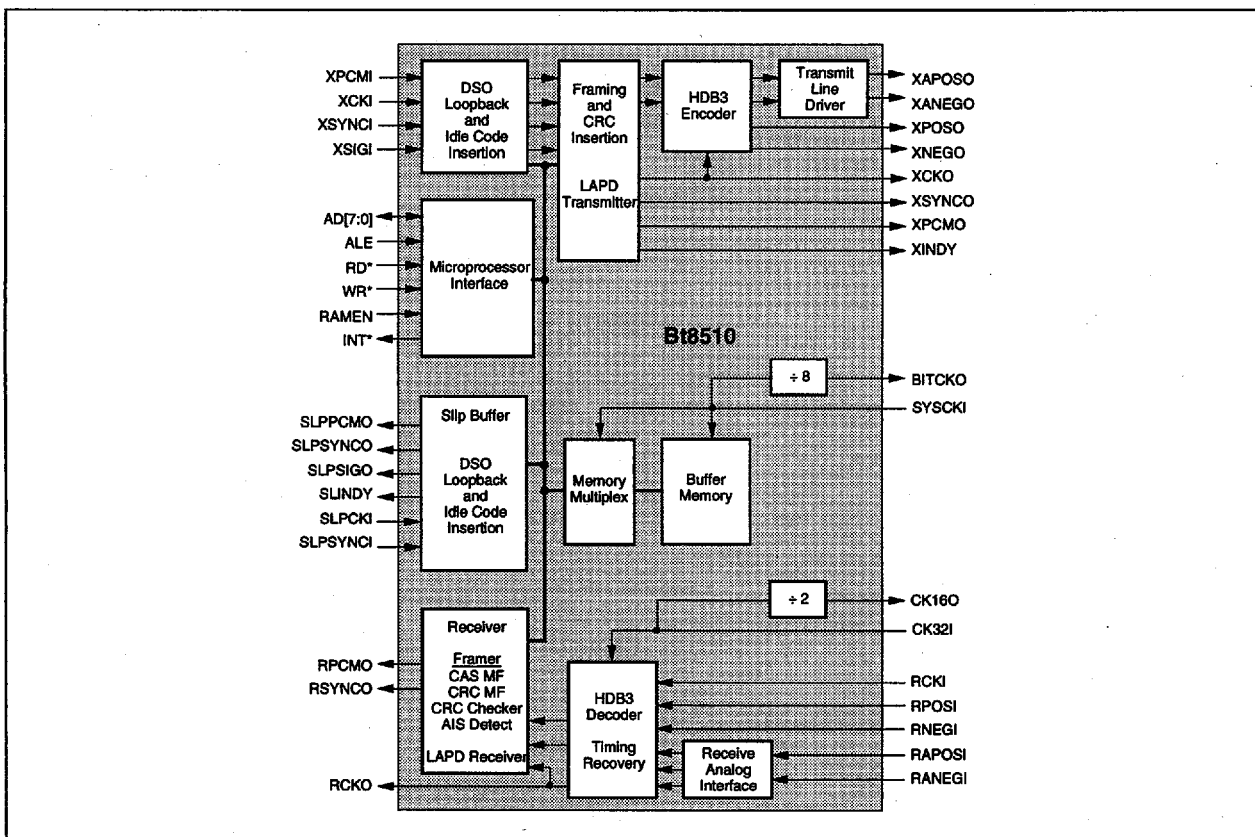 XPCMI
XCKI
XSYNCI
XSIGI
DSO
Loopback
and
Idle Code
Insertion
Framing
and
CRC
Insertion
LAPD
Transmitter
HDB3
Encoder
Transmit
Line
Driver
XAPOSO
XANEGO
XPOSO
XNEGO
XCKO
XSYNCO
XPCMO
XINDY
AD[7:0]
ALE
RD*
WR*
RAMEN
INT*
Microprocessor
Interface
Bt8510
÷ 8
BITCKO
SYSCKI
SLPPCMO
SLPSYNCO
SLPSIGO
SLINDY
SLPCKI
SLPSYNCI
Slip Buffer
DSO
Loopback
and
Idle Code
Insertion
Memory
Multiplex
Buffer
Memory
÷ 2
CK16O
CK32I
RPCMO
RSYNCO
RCKO
Receiver
Framer
CAS MF
CRC MF
CRC Checker
AIS Detect
LAPD Receiver
HDB3
Decoder
Timing
Recovery
Receive
Analog
Interface
RCKI
RPOSI
RNEGI
RAPOSI
RANEGI